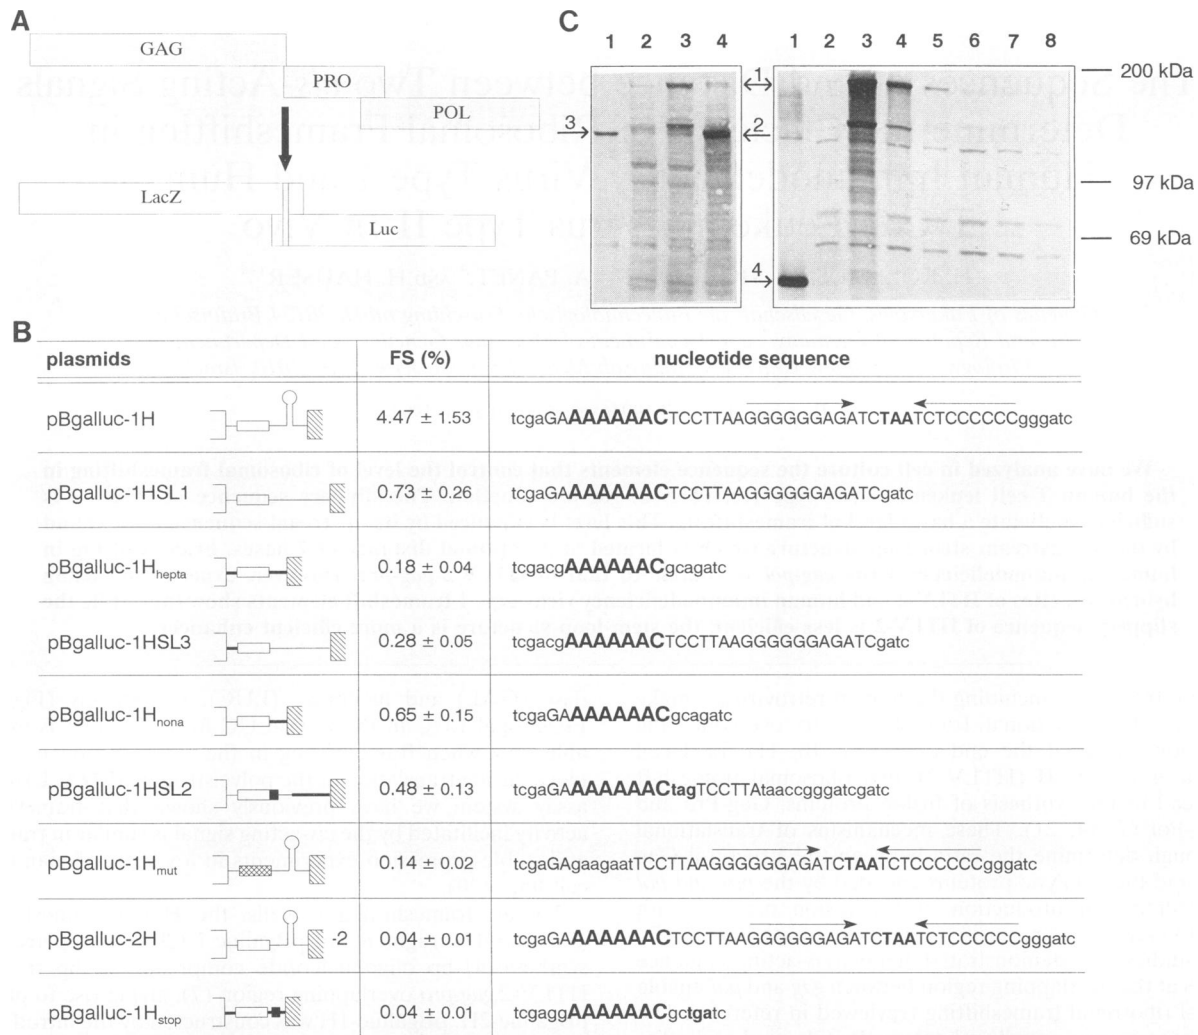 A
GAG
PRO
POL
LacZ
Luc
C
1 2 3 4
1 2 3 4 5 6 7 8
1
2
3
4
200 kDa
97 kDa
69 kDa
B
plasmids FS (%) nucleotide sequence
pBgalluc-1H 4.47 ± 1.53 tcgaGAAAAAAACTCCTTAAGGGGGGAGATCTAATCTCCCCCCgggatc
pBgalluc-1HSL1 0.73 ± 0.26 tcgaGAAAAAAACTCCTTAAGGGGGGAGATCgatc
pBgalluc-1Hhepta 0.18 ± 0.04 tcgacgAAAAAACgcagatc
pBgalluc-1HSL3 0.28 ± 0.05 tcgacgAAAAAACTCCTTAAGGGGGGAGATCgatc
pBgalluc-1Hnona 0.65 ± 0.15 tcgaGAAAAAAACgcagatc
pBgalluc-1HSL2 0.48 ± 0.13 tcgaGAAAAAAACtagTCCTTAtaaccgggatcgatc
pBgalluc-1Hmut 0.14 ± 0.02 tcgaGAgaagaatTCCTTAAGGGGGGAGATCTAATCTCCCCCCgggatc
pBgalluc-2H -2 0.04 ± 0.01 tcgaGAAAAAAACTCCTTAAGGGGGGAGATCTAATCTCCCCCCgggatc
pBgalluc-1Hstop 0.04 ± 0.01 tcgaggAAAAAACgctgatc